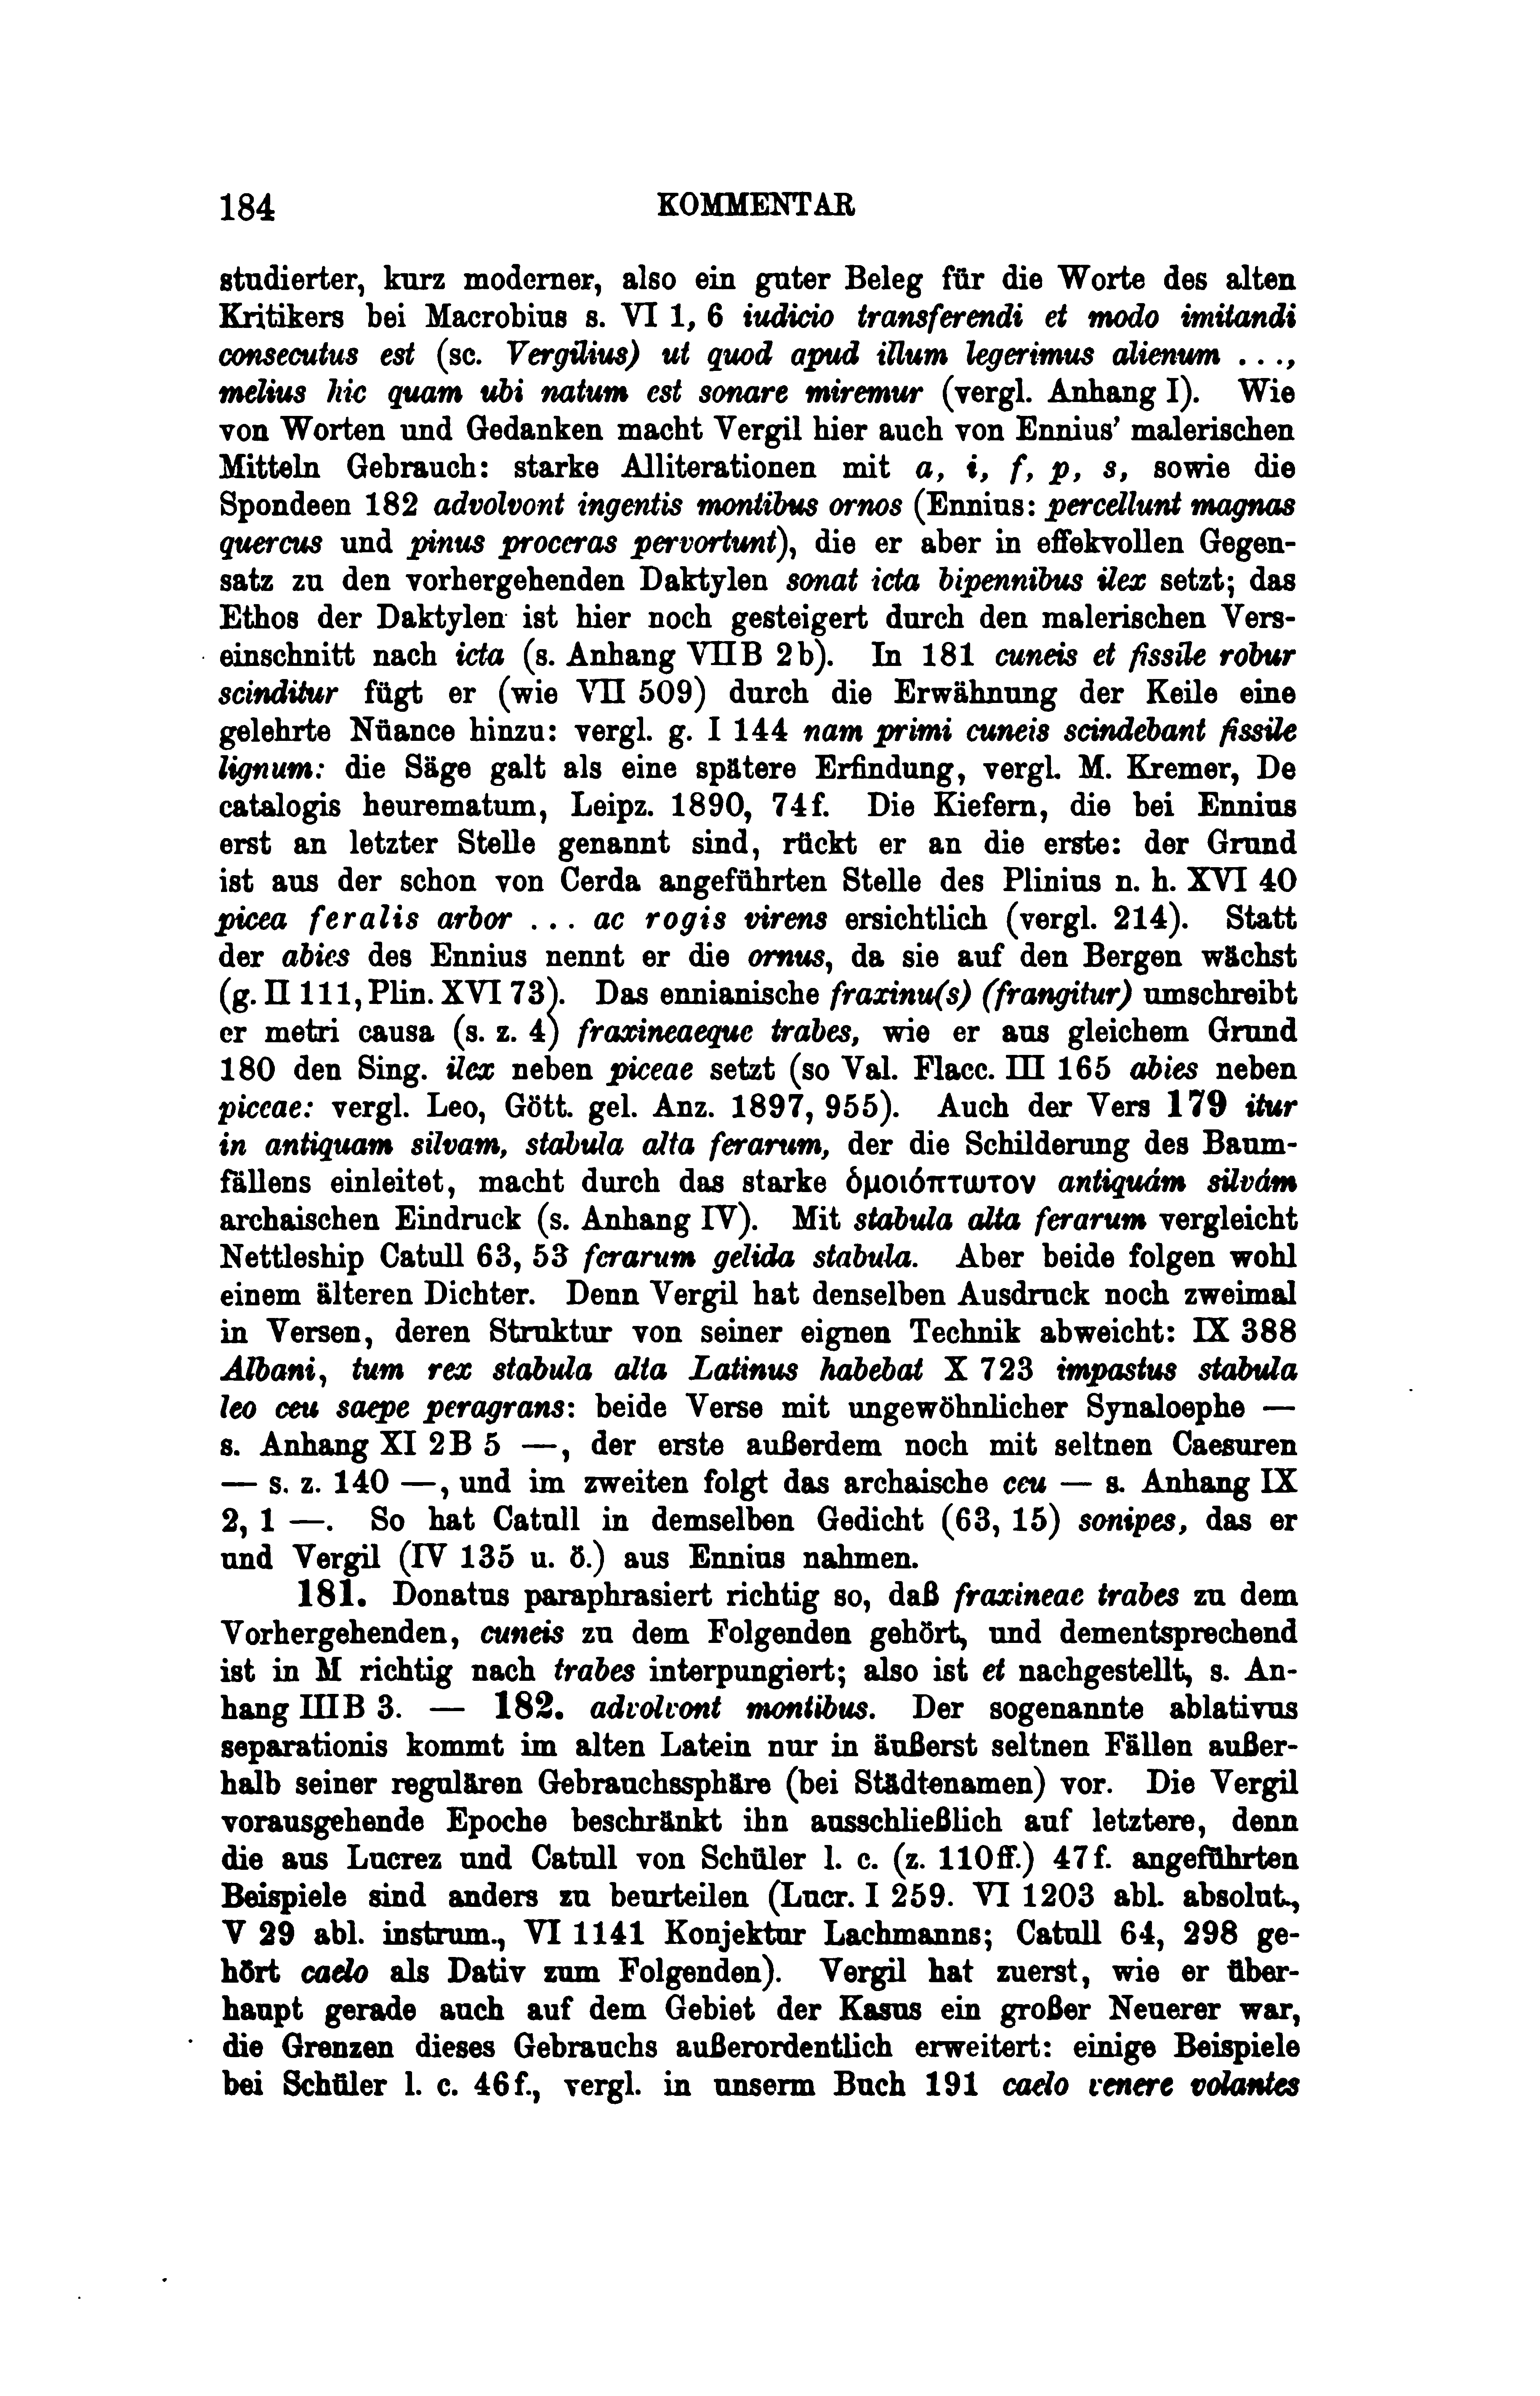 184 KOMMENTAR
studierter, kurz moderner, also ein guter Beleg für die Worte des alten
Kritikers bei Macrobius s. VI 1, 6 iudicio transferendi et modo imitandi
consecutus est (sc. Vergilius) ut quod apud illum legerimus alienum . . .,
melius hic quam ubi natum est sonare miremur (vergl. Anhang I). Wie
von Worten und Gedanken macht Vergil hier auch von Ennius’ malerischen
Mitteln Gebrauch: starke Alliterationen mit a, i, f, p, s, sowie die
Spondeen 182 advolvont ingentis montibus ornos (Ennius: percellunt magnas
quercus und pinus proceras pervortunt), die er aber in effekvollen Gegen-
satz zu den vorhergehenden Daktylen sonat icta bipennibus ilex setzt; das
Ethos der Daktylen ist hier noch gesteigert durch den malerischen Vers-
einschnitt nach icta (s. Anhang VII B 2 b). In 181 cuneis et fissile robur
scinditur fügt er (wie VII 509) durch die Erwähnung der Keile eine
gelehrte Nüance hinzu: vergl. g. I 144 nam primi cuneis scindebant fissile
lignum: die Säge galt als eine spätere Erfindung, vergl. M. Kremer, De
catalogis heurematum, Leipz. 1890, 74 f. Die Kiefern, die bei Ennius
erst an letzter Stelle genannt sind, rückt er an die erste: der Grund
ist aus der schon von Cerda angeführten Stelle des Plinius n. h. XVI 40
picea feralis arbor . . . ac rogis virens ersichtlich (vergl. 214). Statt
der abies des Ennius nennt er die ornus, da sie auf den Bergen wächst
(g. II 111, Plin. XVI 73). Das ennianische fraxinu(s) (frangitur) umschreibt
er metri causa (s. z. 4) fraxineaeque trabes, wie er aus gleichem Grund
180 den Sing. ilex neben piceae setzt (so Val. Flacc. III 165 abies neben
piceae: vergl. Leo, Gött. gel. Anz. 1897, 955). Auch der Vers 179 itur
in antiquam silvam, stabula alta ferarum, der die Schilderung des Baum-
fällens einleitet, macht durch das starke ὁμοιόπτωτον antiquám silvám
archaischen Eindruck (s. Anhang IV). Mit stabula alta ferarum vergleicht
Nettleship Catull 63, 53 ferarum gelida stabula. Aber beide folgen wohl
einem älteren Dichter. Denn Vergil hat denselben Ausdruck noch zweimal
in Versen, deren Struktur von seiner eignen Technik abweicht: IX 388
Albani, tum rex stabula alta Latinus habebat X 723 impastus stabula
leo ceu saepe peragrans: beide Verse mit ungewöhnlicher Synaloephe —
s. Anhang XI 2 B 5 —, der erste außerdem noch mit seltnen Caesuren
— s. z. 140 —, und im zweiten folgt das archaische ceu — s. Anhang IX
2, 1 —. So hat Catull in demselben Gedicht (63, 15) sonipes, das er
und Vergil (IV 135 u. ö.) aus Ennius nahmen.
181. Donatus paraphrasiert richtig so, daß fraxineae trabes zu dem
Vorhergehenden, cuneis zu dem Folgenden gehört, und dementsprechend
ist in M richtig nach trabes interpungiert; also ist et nachgestellt, s. An-
hang III B 3. — 182. advolvont montibus. Der sogenannte ablativus
separationis kommt im alten Latein nur in äußerst seltnen Fällen außer-
halb seiner regulären Gebrauchssphäre (bei Städtenamen) vor. Die Vergil
vorausgehende Epoche beschränkt ihn ausschließlich auf letztere, denn
die aus Lucrez und Catull von Schüler l. c. (z. 110 ff.) 47 f. angeführten
Beispiele sind anders zu beurteilen (Lucr. I 259. VI 1203 abl. absolut.,
V 29 abl. instrum., VI 1141 Konjektur Lachmanns; Catull 64, 298 ge-
hört caelo als Dativ zum Folgenden). Vergil hat zuerst, wie er über-
haupt gerade auch auf dem Gebiet der Kasus ein großer Neuerer war,
die Grenzen dieses Gebrauchs außerordentlich erweitert: einige Beispiele
bei Schüler l. c. 46 f., vergl. in unserm Buch 191 caelo venere volantes